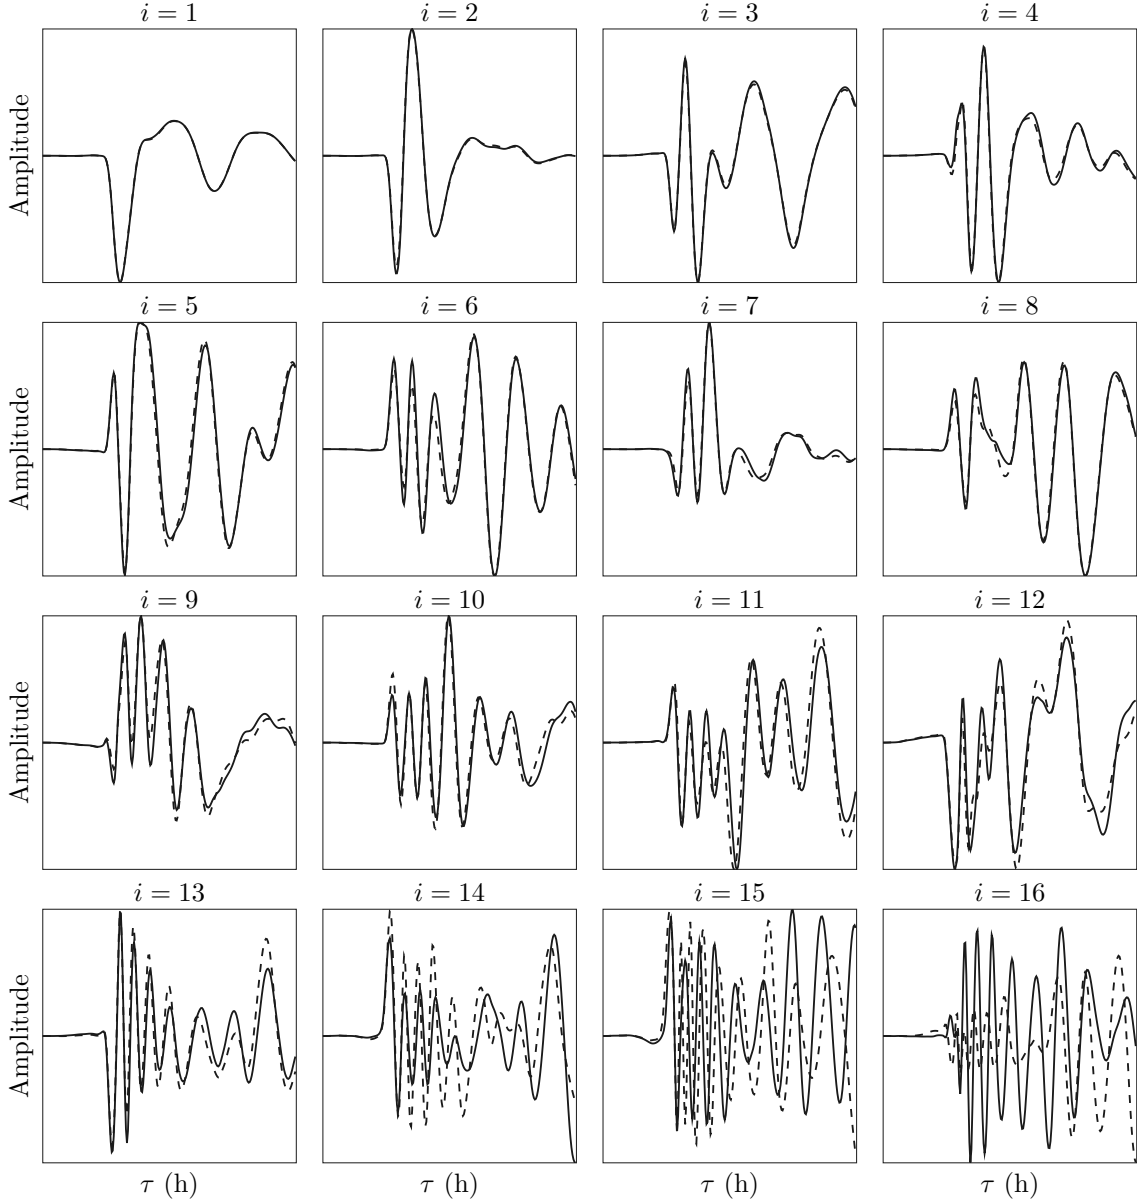 i = 1
i = 2
i = 3
i = 4
Amplitude
i = 5
i = 6
i = 7
i = 8
Amplitude
i = 9
i = 10
i = 11
i = 12
Amplitude
i = 13
i = 14
i = 15
i = 16
Amplitude
τ (h)
τ (h)
τ (h)
τ (h)